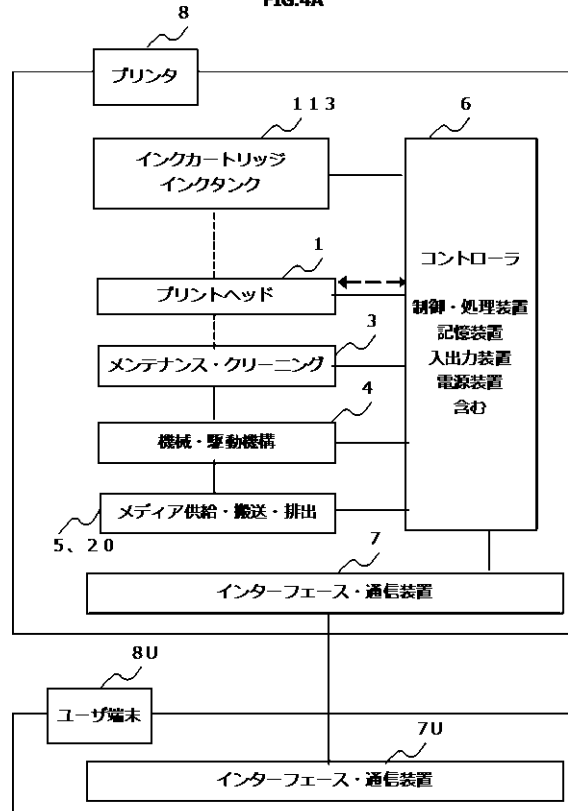 FIG.4A
8
プリンタ
113
インクカートリッジ
インクタンク
6
コントローラ
制御・処理装置
記憶装置
入出力装置
電源装置
含む
1
プリントヘッド
3
メンテナンス・クリーニング
4
機械・駆動機構
メディア供給・搬送・排出
5、20
7
インターフェース・通信装置
8U
ユーザ端末
7U
インターフェース・通信装置